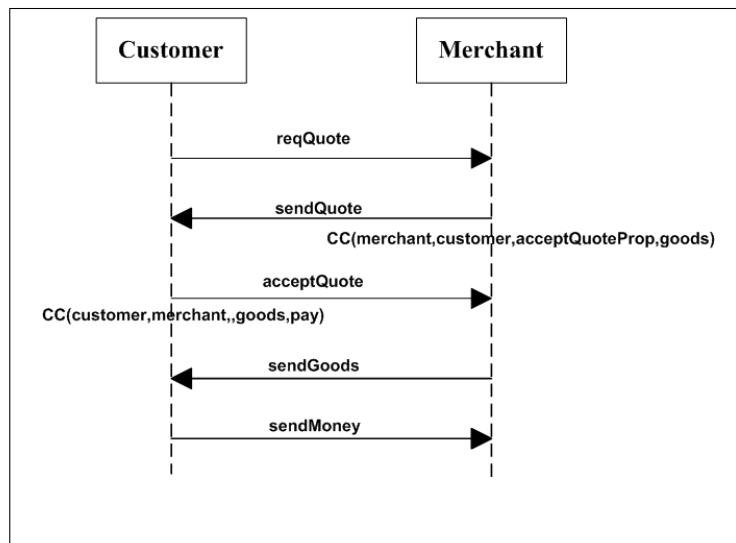 Customer
Merchant
reqQuote
sendQuote
CC(merchant,customer,acceptQuoteProp,goods)
acceptQuote
CC(customer,merchant,,goods,pay)
sendGoods
sendMoney